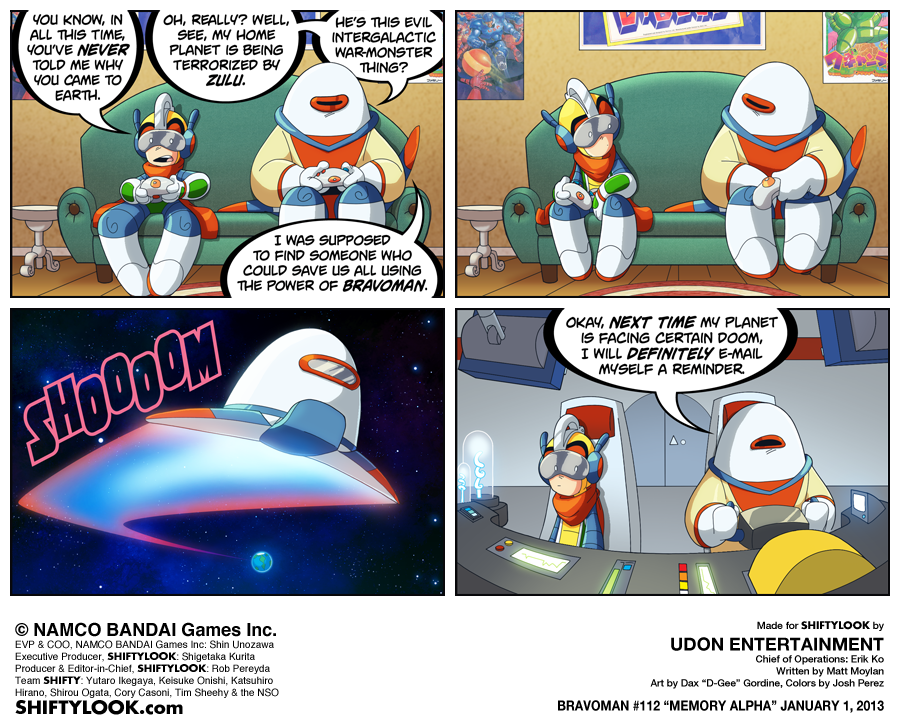 YOU KNOW, IN
ALL THIS TIME,
YOU'VE NEVER
TOLD ME WHY
YOU CAME TO
EARTH.
OH, REALLY? WELL,
SEE, MY HOME
PLANET IS BEING
TERRORIZED BY
ZULU.
HE'S THIS EVIL
INTERGALACTIC
WAR-MONSTER
THING?
I WAS SUPPOSED
TO FIND SOMEONE WHO
COULD SAVE US ALL USING
THE POWER OF BRAVOMAN.
SHOOOOM
OKAY, NEXT TIME MY PLANET
IS FACING CERTAIN DOOM,
I WILL DEFINITELY E-MAIL
MYSELF A REMINDER.
© NAMCO BANDAI Games Inc.
EVP & COO, NAMCO BANDAI Games Inc: Shin Unozawa
Executive Producer, SHIFTYLOOK: Shigetaka Kurita
Producer & Editor-in-Chief, SHIFTYLOOK: Rob Pereyda
Team SHIFTY: Yutaro Ikegaya, Keisuke Onishi, Katsuhiro
Hirano, Shirou Ogata, Cory Casoni, Tim Sheehy & the NSO
SHIFTYLOOK.com
Made for SHIFTYLOOK by
UDON ENTERTAINMENT
Chief of Operations: Erik Ko
Written by Matt Moylan
Art by Dax “D-Gee” Gordine, Colors by Josh Perez
BRAVOMAN #112 “MEMORY ALPHA” JANUARY 1, 2013